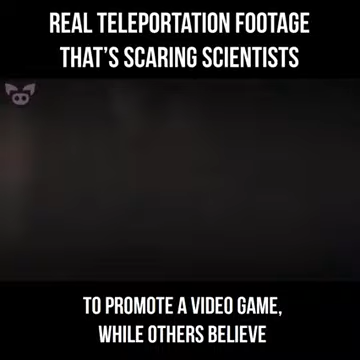 REAL TELEPORTATION FOOTAGE
THAT'S SCARING SCIENTISTS
TO PROMOTE A VIDEO GAME,
WHILE OTHERS BELIEVE